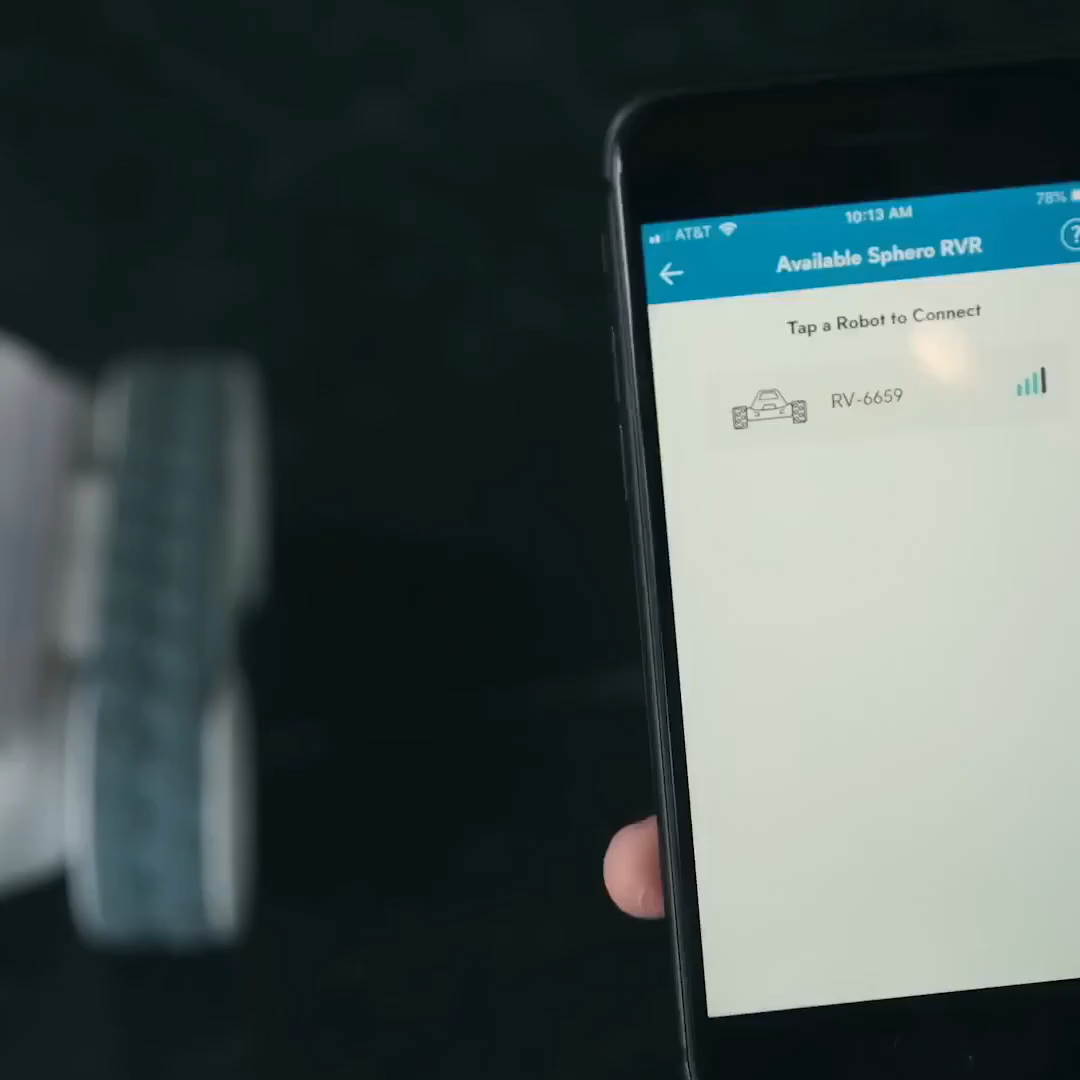 AT&T 10:13 AM 78%
Available Sphero RVR ?
Tap a Robot to Connect
RV-6659